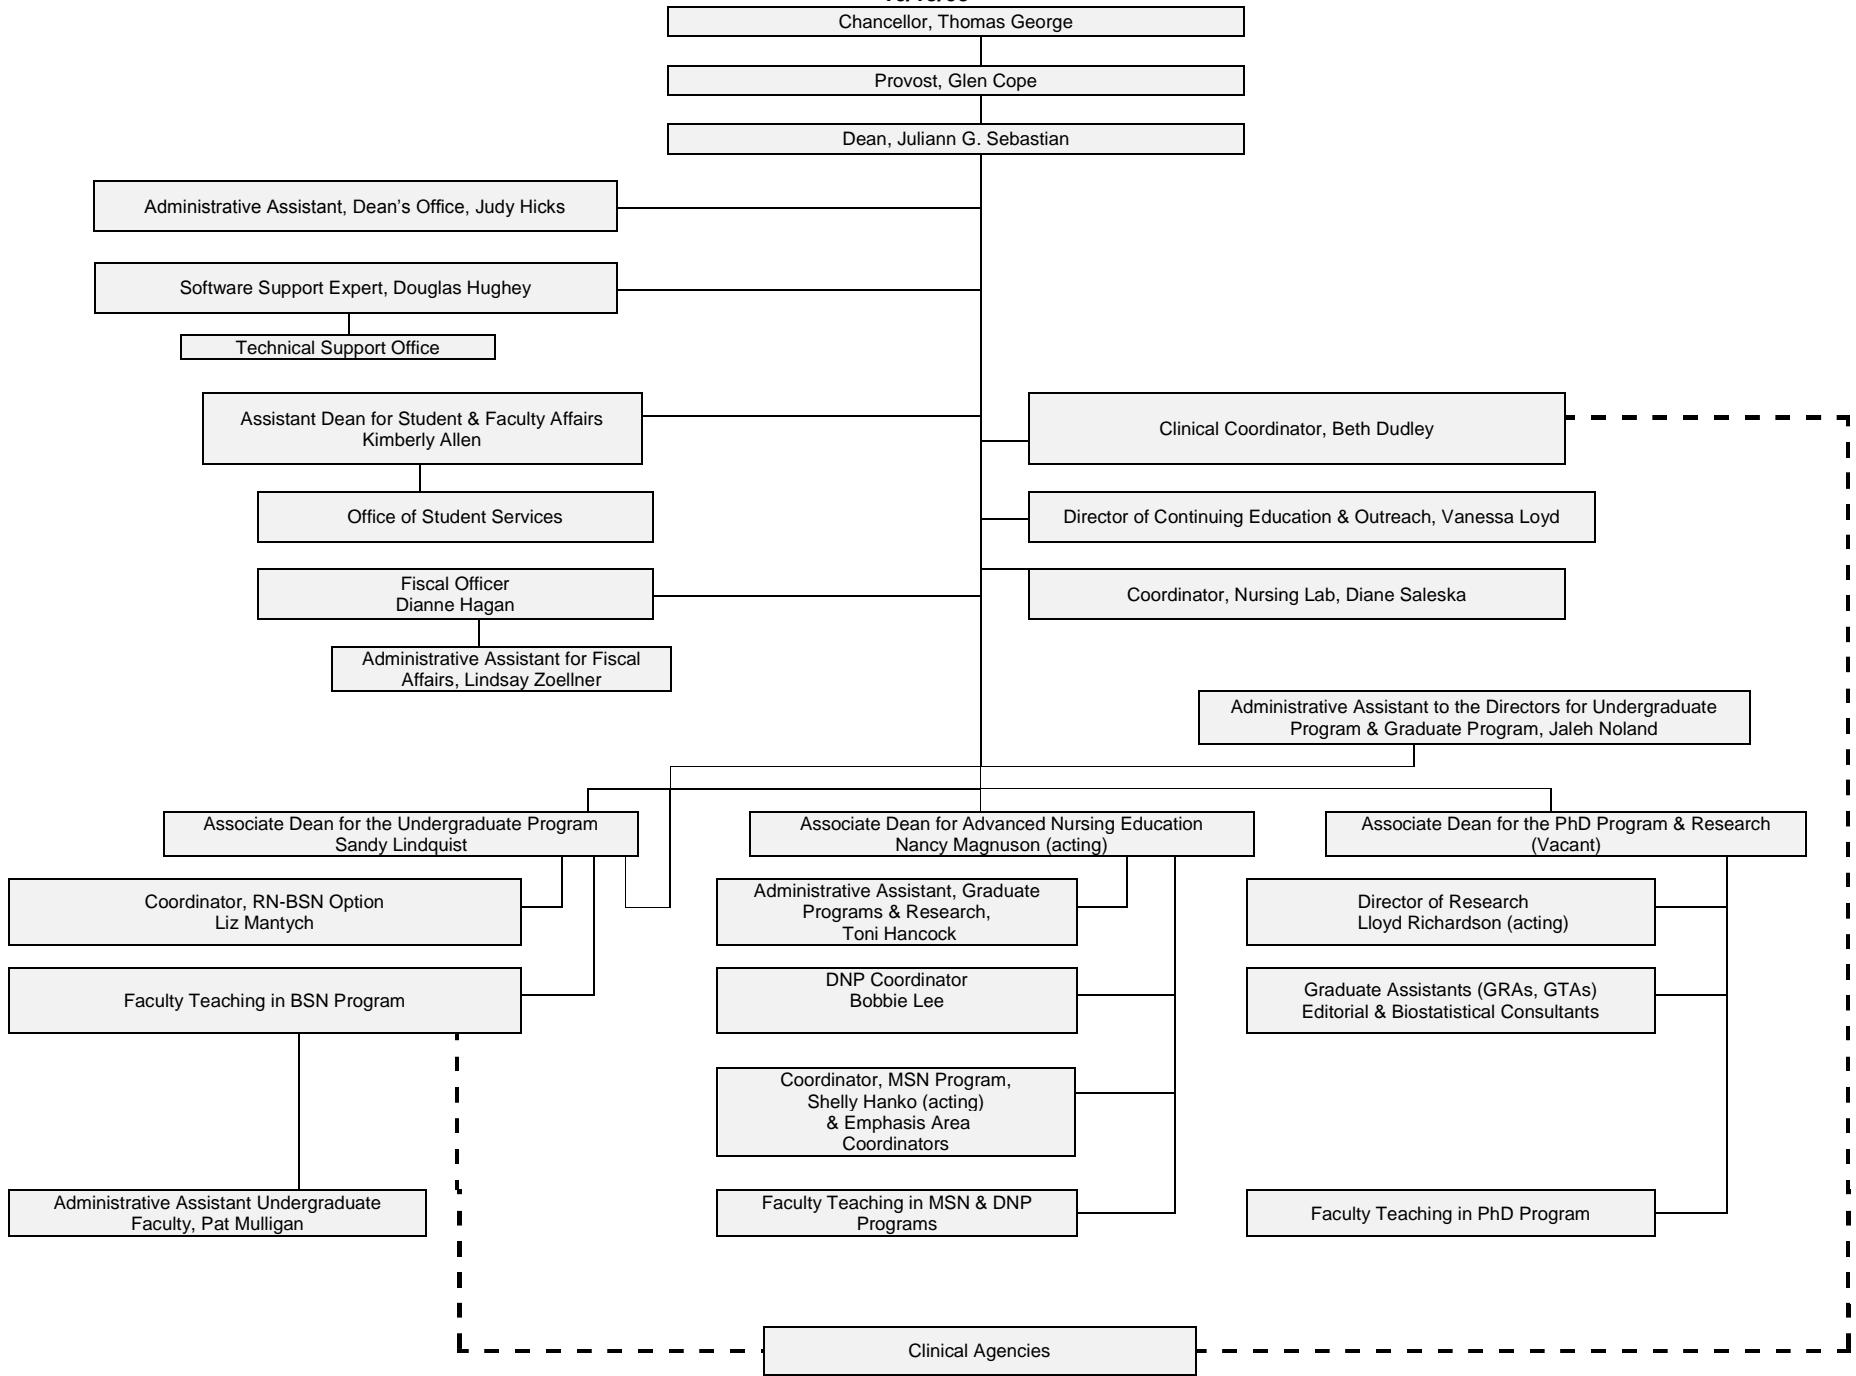 Chancellor, Thomas George
Provost, Glen Cope
Dean, Juliann G. Sebastian
Administrative Assistant, Dean’s Office, Judy Hicks
Software Support Expert, Douglas Hughey
Technical Support Office
Assistant Dean for Student & Faculty Affairs
Kimberly Allen
Clinical Coordinator, Beth Dudley
Office of Student Services
Director of Continuing Education & Outreach, Vanessa Loyd
Fiscal Officer
Dianne Hagan
Coordinator, Nursing Lab, Diane Saleska
Administrative Assistant for Fiscal
Affairs, Lindsay Zoellner
Administrative Assistant to the Directors for Undergraduate
Program & Graduate Program, Jaleh Noland
Associate Dean for the Undergraduate Program
Sandy Lindquist
Associate Dean for Advanced Nursing Education
Nancy Magnuson (acting)
Associate Dean for the PhD Program & Research
(Vacant)
Coordinator, RN-BSN Option
Liz Mantych
Administrative Assistant, Graduate
Programs & Research,
Toni Hancock
Director of Research
Lloyd Richardson (acting)
Faculty Teaching in BSN Program
DNP Coordinator
Bobbie Lee
Graduate Assistants (GRAs, GTAs)
Editorial & Biostatistical Consultants
Coordinator, MSN Program,
Shelly Hanko (acting)
& Emphasis Area
Coordinators
Administrative Assistant Undergraduate
Faculty, Pat Mulligan
Faculty Teaching in MSN & DNP
Programs
Faculty Teaching in PhD Program
Clinical Agencies